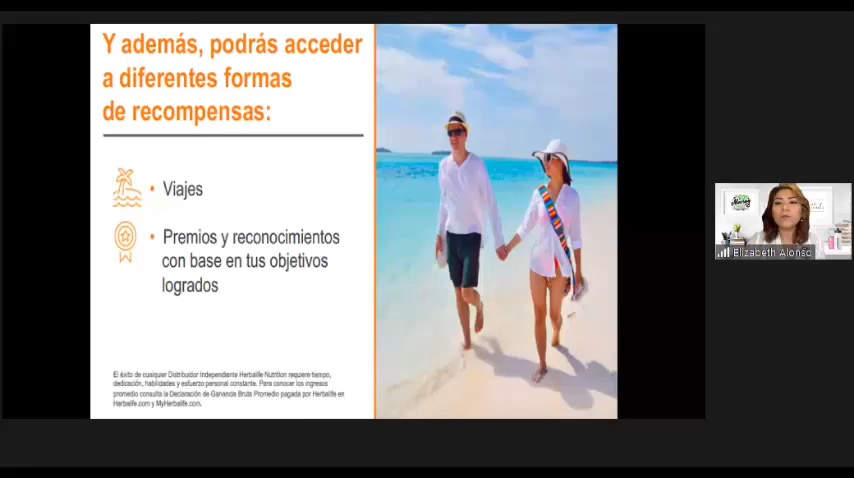 Y además, podrás acceder
a diferentes formas
de recompensas:
• Viajes
• Premios y reconocimientos
con base en tus objetivos
logrados
El éxito de cualquier Distribuidor Independiente Herbalife Nutrition requiere tiempo,
dedicación, habilidades y esfuerzo personal constante. Para conocer los ingresos
promedio consulta la Declaración de Ganancia Bruta Promedio pagada por Herbalife en
Herbalife.com y MyHerbalife.com.
Elizabeth Alonso